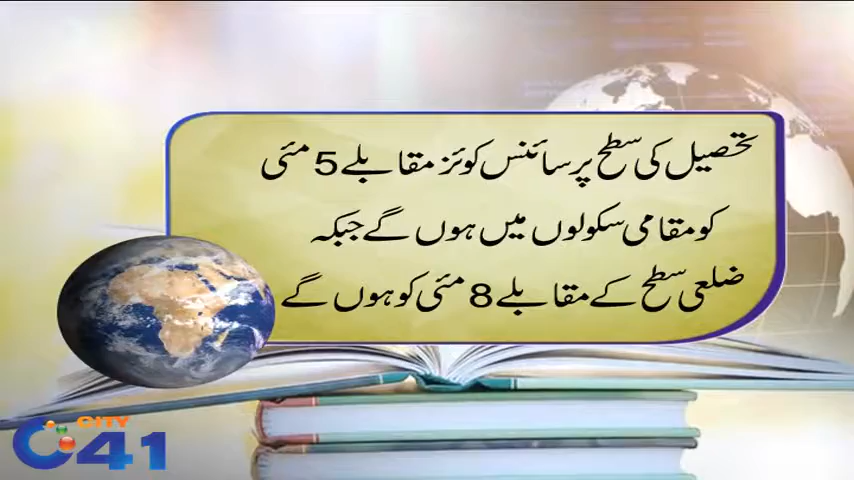 تحصیل کی سطح پر سائنس کوئز مقابلے 5 مئی
کو مقامی سکولوں میں ہوں گے جبکہ
ضلعی سطح کے مقابلے 8 مئی کو ہوں گے
CITY
41